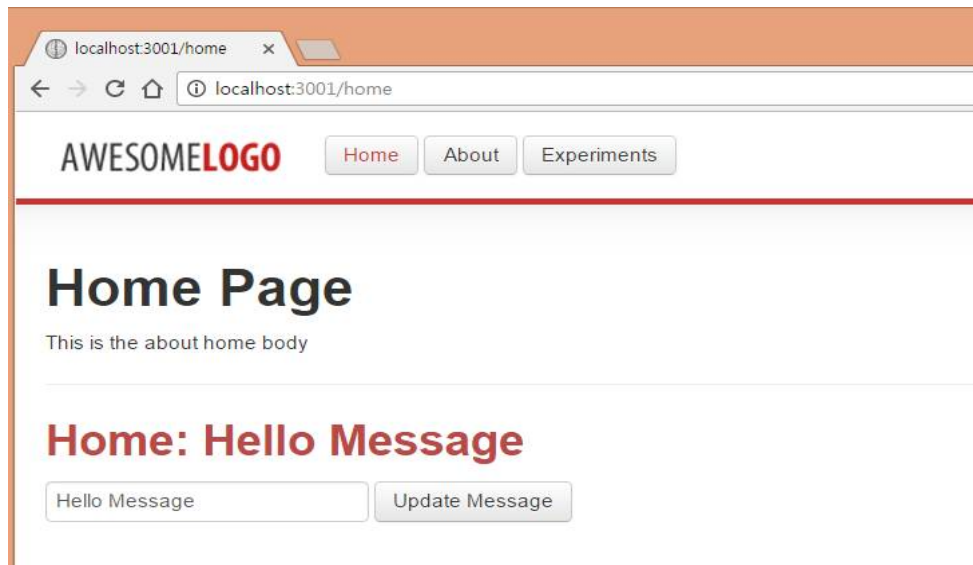 localhost:3001/home
localhost:3001/home
AWESOMELOGO Home About Experiments
Home Page
This is the about home body
Home: Hello Message
Hello Message Update Message